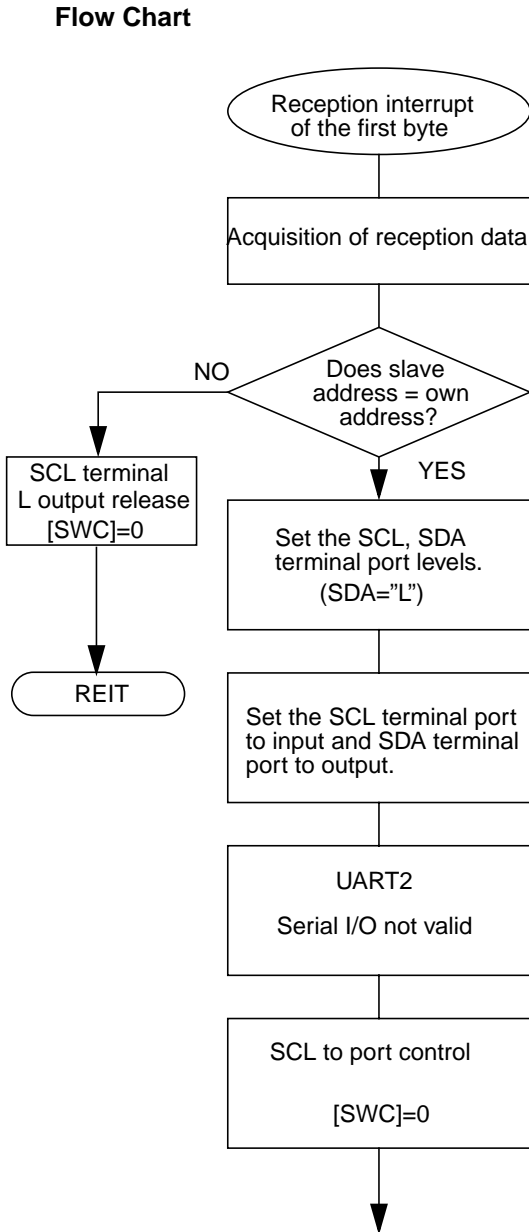 Flow Chart
Reception interrupt
of the first byte
Acquisition of reception data
Does slave
address = own
address?
NO
YES
SCL terminal
L output release
[SWC]=0
REIT
Set the SCL, SDA
terminal port levels.
(SDA=”L”)
Set the SCL terminal port
to input and SDA terminal
port to output.
UART2
Serial I/O not valid
SCL to port control
[SWC]=0